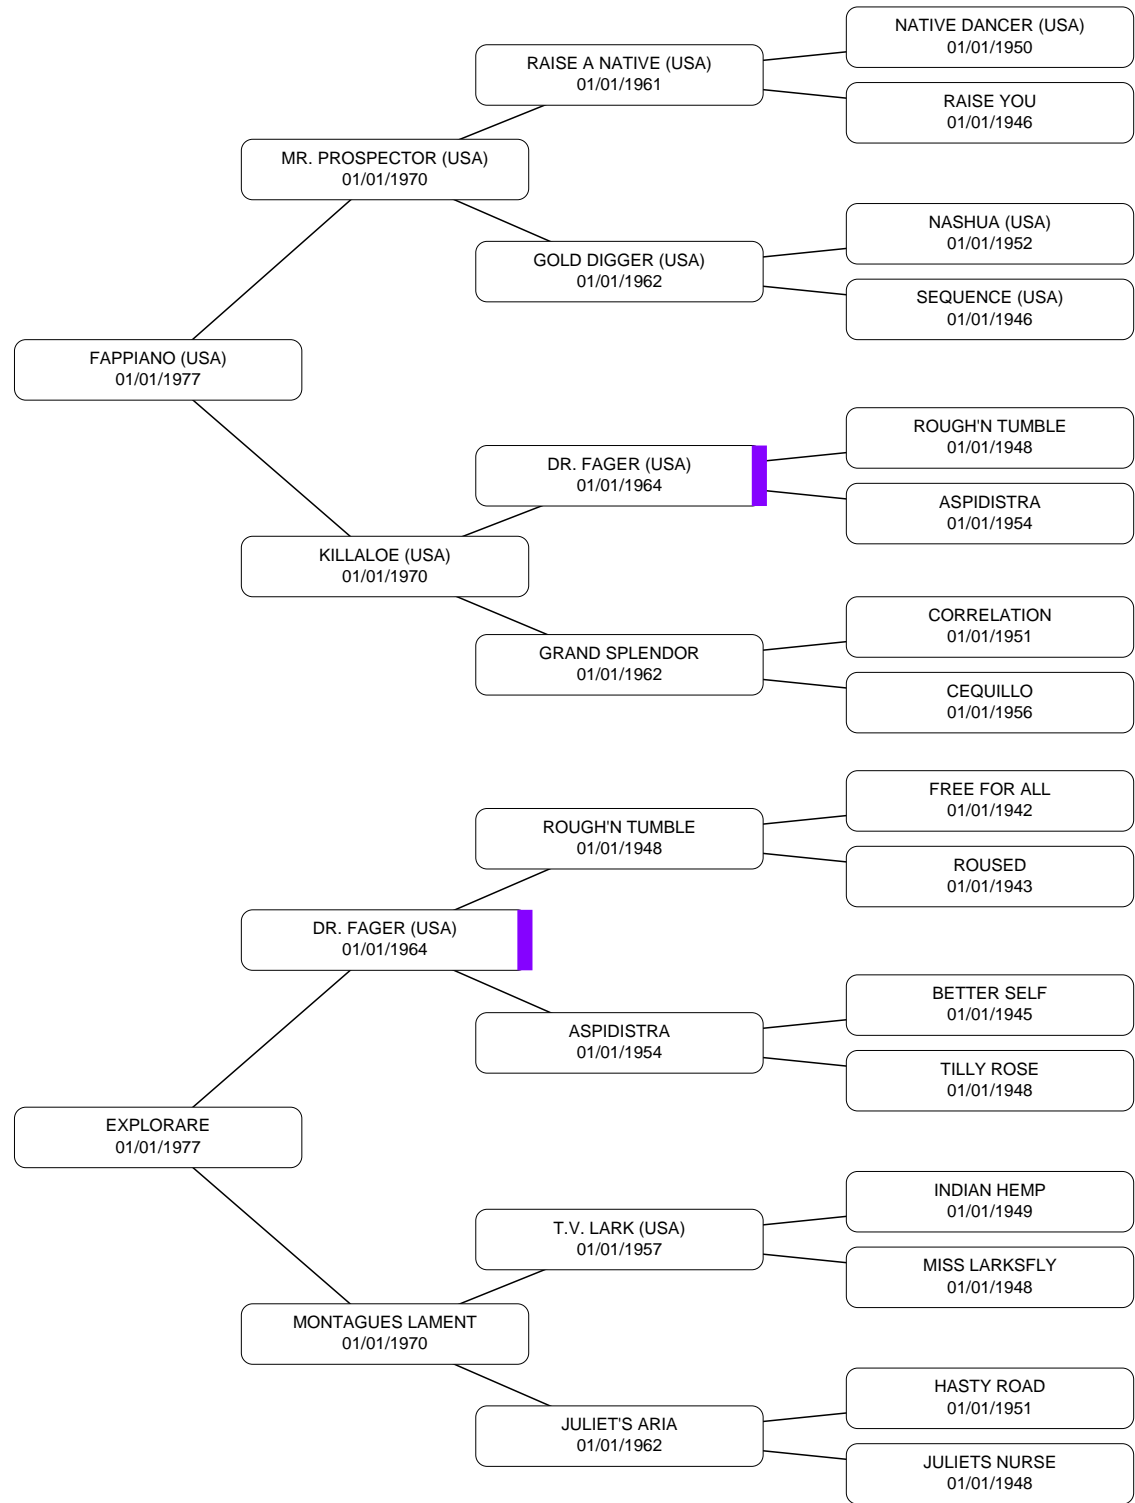 NATIVE DANCER (USA)
01/01/1950
RAISE A NATIVE (USA)
01/01/1961
RAISE YOU
01/01/1946
MR. PROSPECTOR (USA)
01/01/1970
NASHUA (USA)
01/01/1952
GOLD DIGGER (USA)
01/01/1962
SEQUENCE (USA)
01/01/1946
FAPPIANO (USA)
01/01/1977
ROUGH'N TUMBLE
01/01/1948
DR. FAGER (USA)
01/01/1964
ASPIDISTRA
01/01/1954
KILLALOE (USA)
01/01/1970
CORRELATION
01/01/1951
GRAND SPLENDOR
01/01/1962
CEQUILLO
01/01/1956
FREE FOR ALL
01/01/1942
ROUGH'N TUMBLE
01/01/1948
ROUSED
01/01/1943
DR. FAGER (USA)
01/01/1964
BETTER SELF
01/01/1945
ASPIDISTRA
01/01/1954
TILLY ROSE
01/01/1948
EXPLORARE
01/01/1977
INDIAN HEMP
01/01/1949
T.V. LARK (USA)
01/01/1957
MISS LARKSFLY
01/01/1948
MONTAGUES LAMENT
01/01/1970
HASTY ROAD
01/01/1951
JULIET'S ARIA
01/01/1962
JULIETS NURSE
01/01/1948